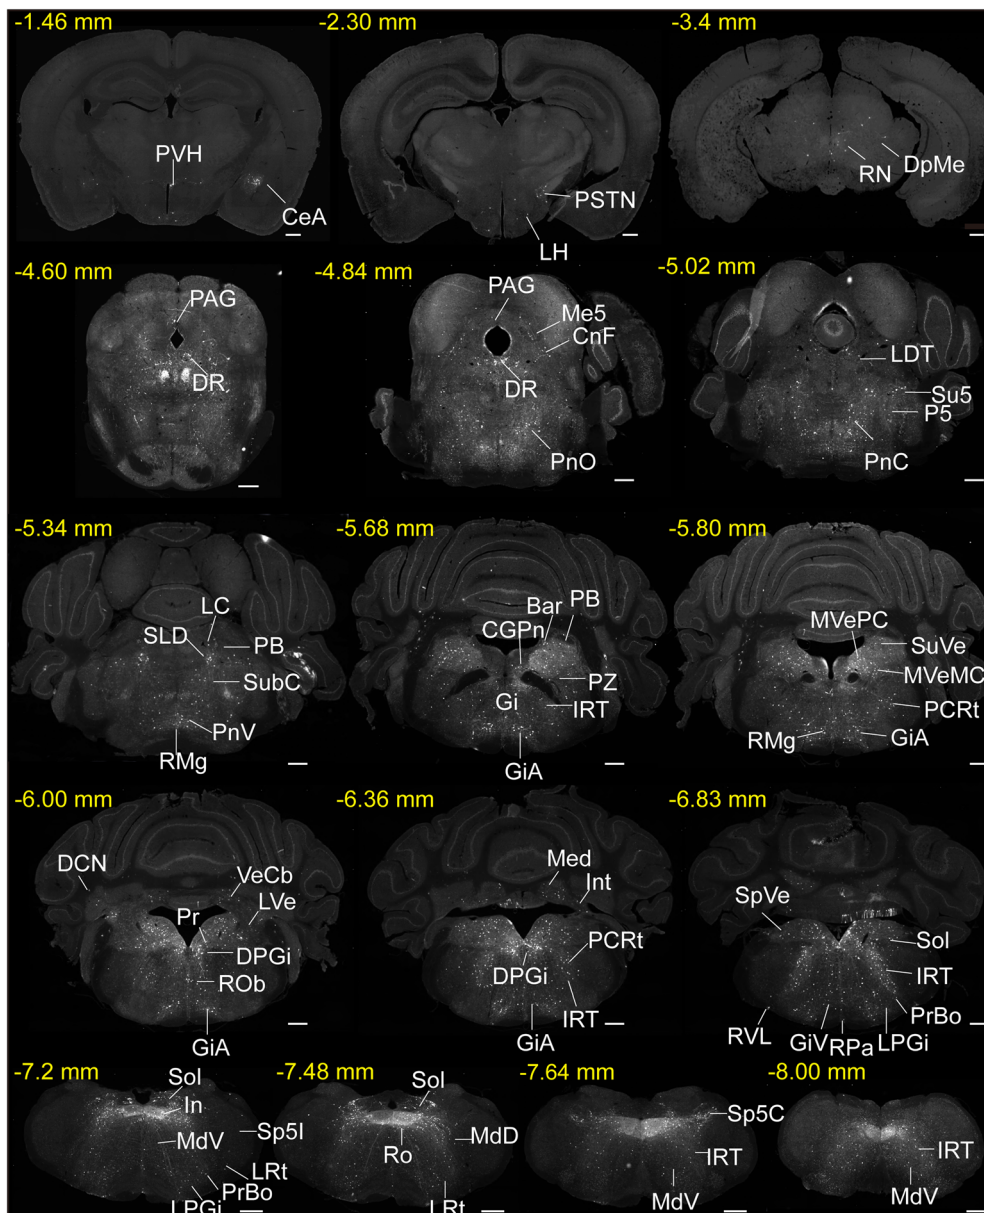 -1.46 mm
-2.30 mm
-3.4 mm
PVH
CeA
PSTN
LH
RN
DpMe
-4.60 mm
-4.84 mm
-5.02 mm
PAG
DR
PAG
Me5
CnF
DR
PnO
LDT
Su5
P5
PnC
-5.34 mm
-5.68 mm
-5.80 mm
LC
SLD
PB
SubC
PnV
RMg
Bar
PB
CGPn
PZ
Gi
IRT
GiA
MVePC
SuVe
MVeMC
PCRt
RMg
GiA
-6.00 mm
-6.36 mm
-6.83 mm
DCN
VeCb
Pr
LVe
DPGi
ROb
GiA
Med
Int
PCRt
DPGi
IRT
GiA
SpVe
Sol
IRT
PrBo
RVL
GiV
RPa
LPGi
-7.2 mm
-7.48 mm
-7.64 mm
-8.00 mm
Sol
In
MdV
Sp5I
LRt
PrBo
LPGi
Sol
MdD
Ro
LRt
Sp5C
IRT
MdV
IRT
MdV